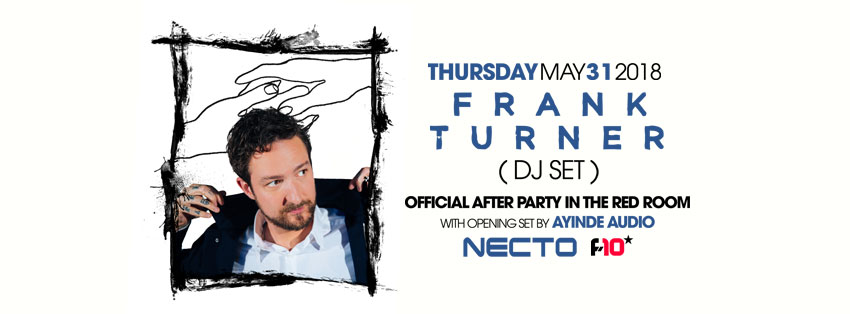 THURSDAY MAY 31 2018
FRANK
TURNER
( DJ SET )
OFFICIAL AFTER PARTY IN THE RED ROOM
WITH OPENING SET BY AYINDE AUDIO
NECTO